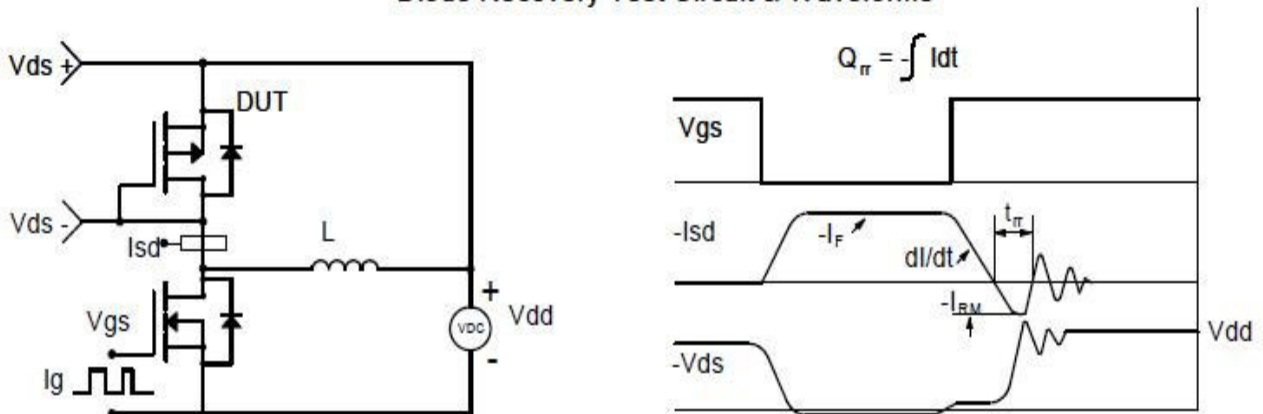 Vds +
DUT
Vds -
Isd
L
Vgs
Ig
+
VDC
Vdd
-
Qrr = -∫ Idt
Vgs
-Isd
-IF
trr
dI/dt
-IRM
Vdd
-Vds